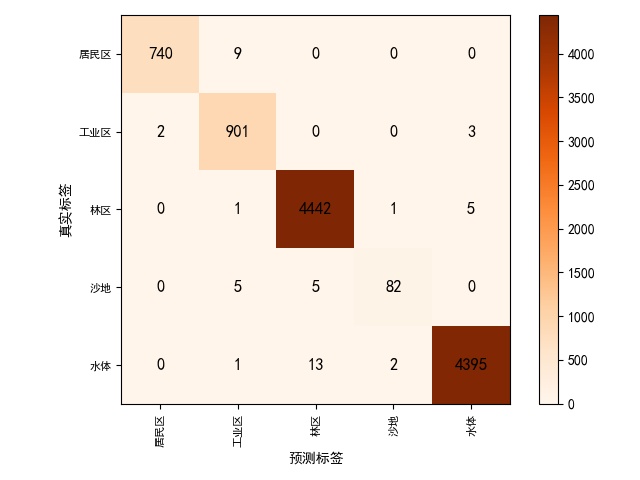 居民区 740 9 0 0 0
工业区 2 901 0 0 3
林区 0 1 4442 1 5
沙地 0 5 5 82 0
水体 0 1 13 2 4395
居民区 工业区 林区 沙地 水体
预测标签
真实标签
4000
3500
3000
2500
2000
1500
1000
500
0